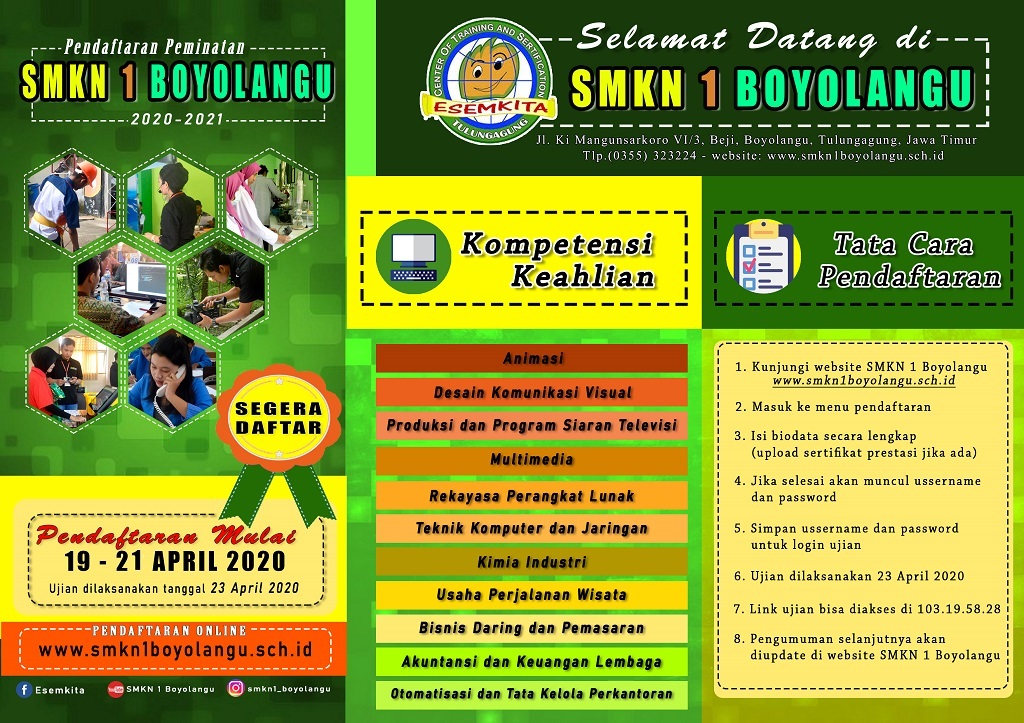 Pendaftaran Peminatan
SMKN 1 BOYOLANGU
2020-2021
SEGERA
DAFTAR
Pendaftaran Mulai
19 - 21 APRIL 2020
Ujian dilaksanakan tanggal 23 April 2020
PENDAFTARAN ONLINE
www.smkn1boyolangu.sch.id
Esemkita
SMKN 1 Boyolangu
smkn1_boyolangu
CENTER OF TRAINING AND SERTIFICATION
ESEMKITA
TULUNGAGUNG
Selamat Datang di
SMKN 1 BOYOLANGU
Jl. Ki Mangunsarkoro VI/3, Beji, Boyolangu, Tulungagung, Jawa Timur
Tlp.(0355) 323224 - website: www.smkn1boyolangu.sch.id
Kompetensi
Keahlian
Animasi
Desain Komunikasi Visual
Produksi dan Program Siaran Televisi
Multimedia
Rekayasa Perangkat Lunak
Teknik Komputer dan Jaringan
Kimia Industri
Usaha Perjalanan Wisata
Bisnis Daring dan Pemasaran
Akuntansi dan Keuangan Lembaga
Otomatisasi dan Tata Kelola Perkantoran
Tata Cara
Pendaftaran
1. Kunjungi website SMKN 1 Boyolangu
www.smkn1boyolangu.sch.id
2. Masuk ke menu pendaftaran
3. Isi biodata secara lengkap
(upload sertifikat prestasi jika ada)
4. Jika selesai akan muncul ussername
dan password
5. Simpan ussername dan password
untuk login ujian
6. Ujian dilaksanakan 23 April 2020
7. Link ujian bisa diakses di 103.19.58.28
8. Pengumuman selanjutnya akan
diupdate di website SMKN 1 Boyolangu